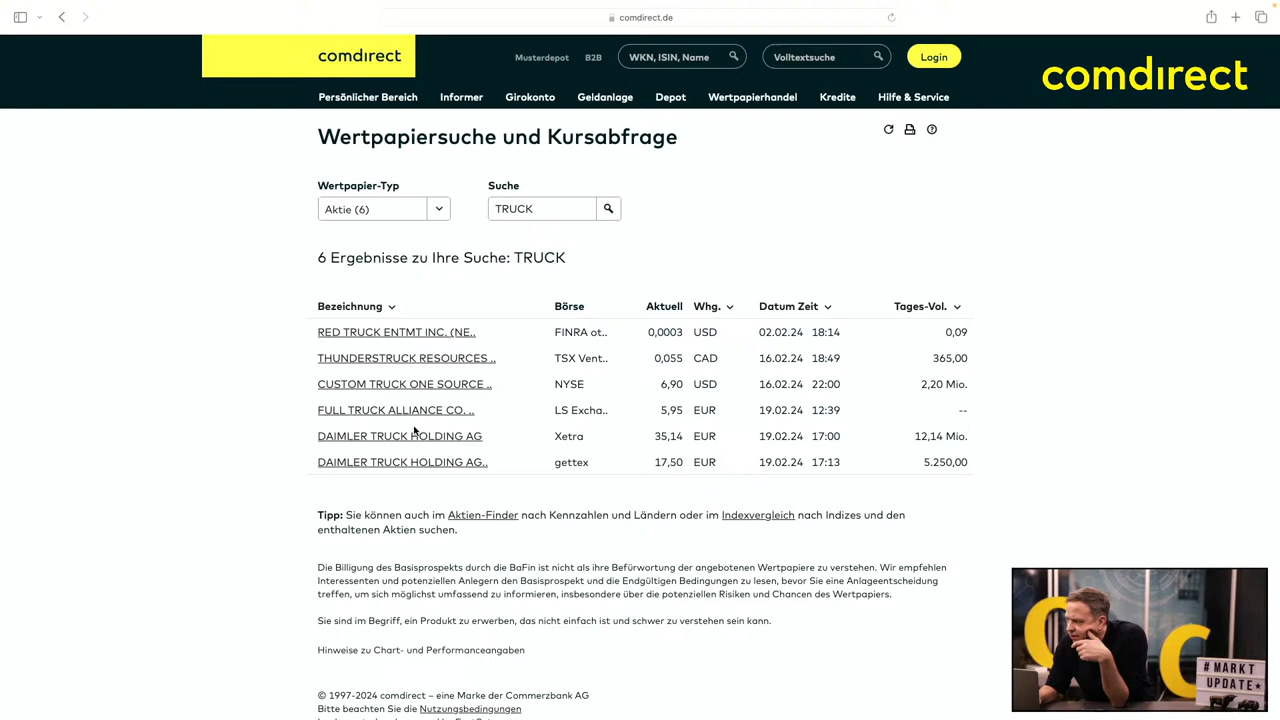 comdirect.de
comdirect
Musterdepot
B2B
WKN, ISIN, Name
Volltextsuche
Login
comdirect
Persönlicher Bereich
Informer
Girokonto
Geldanlage
Depot
Wertpapierhandel
Kredite
Hilfe & Service
Wertpapiersuche und Kursabfrage
Wertpapier-Typ
Suche
Aktie (6)
TRUCK
6 Ergebnisse zu Ihre Suche: TRUCK
Bezeichnung Börse Aktuell Whg. Datum Zeit Tages-Vol.
RED TRUCK ENTMT INC. (NE.. FINRA ot.. 0,0003 USD 02.02.24 18:14 0,09
THUNDERSTRUCK RESOURCES .. TSX Vent.. 0,055 CAD 16.02.24 18:49 365,00
CUSTOM TRUCK ONE SOURCE .. NYSE 6,90 USD 16.02.24 22:00 2,20 Mio.
FULL TRUCK ALLIANCE CO. .. LS Excha.. 5,95 EUR 19.02.24 12:39 --
DAIMLER TRUCK HOLDING AG Xetra 35,14 EUR 19.02.24 17:00 12,14 Mio.
DAIMLER TRUCK HOLDING AG.. gettex 17,50 EUR 19.02.24 17:13 5.250,00
Tipp: Sie können auch im Aktien-Finder nach Kennzahlen und Ländern oder im Indexvergleich nach Indizes und den
enthaltenen Aktien suchen.
Die Billigung des Basisprospekts durch die BaFin ist nicht als ihre Befürwortung der angebotenen Wertpapiere zu verstehen. Wir empfehlen
Interessenten und potenziellen Anlegern den Basisprospekt und die Endgültigen Bedingungen zu lesen, bevor Sie eine Anlageentscheidung
treffen, um sich möglichst umfassend zu informieren, insbesondere über die potenziellen Risiken und Chancen des Wertpapiers.
Sie sind im Begriff, ein Produkt zu erwerben, das nicht einfach ist und schwer zu verstehen sein kann.
Hinweise zu Chart- und Performanceangaben
© 1997-2024 comdirect – eine Marke der Commerzbank AG
Bitte beachten Sie die Nutzungsbedingungen
# MARKT
UPDATE